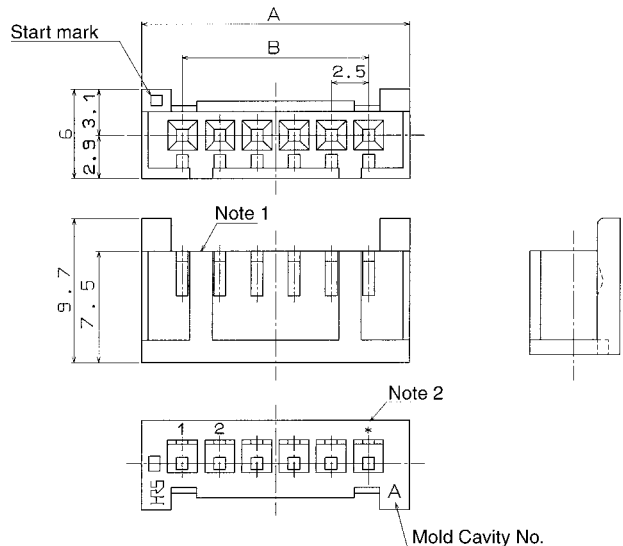 A
Start mark
B
2.5
6
3.1
2.9
Note 1
9.7
7.5
Note 2
1 2 *
HRS
A
Mold Cavity No.